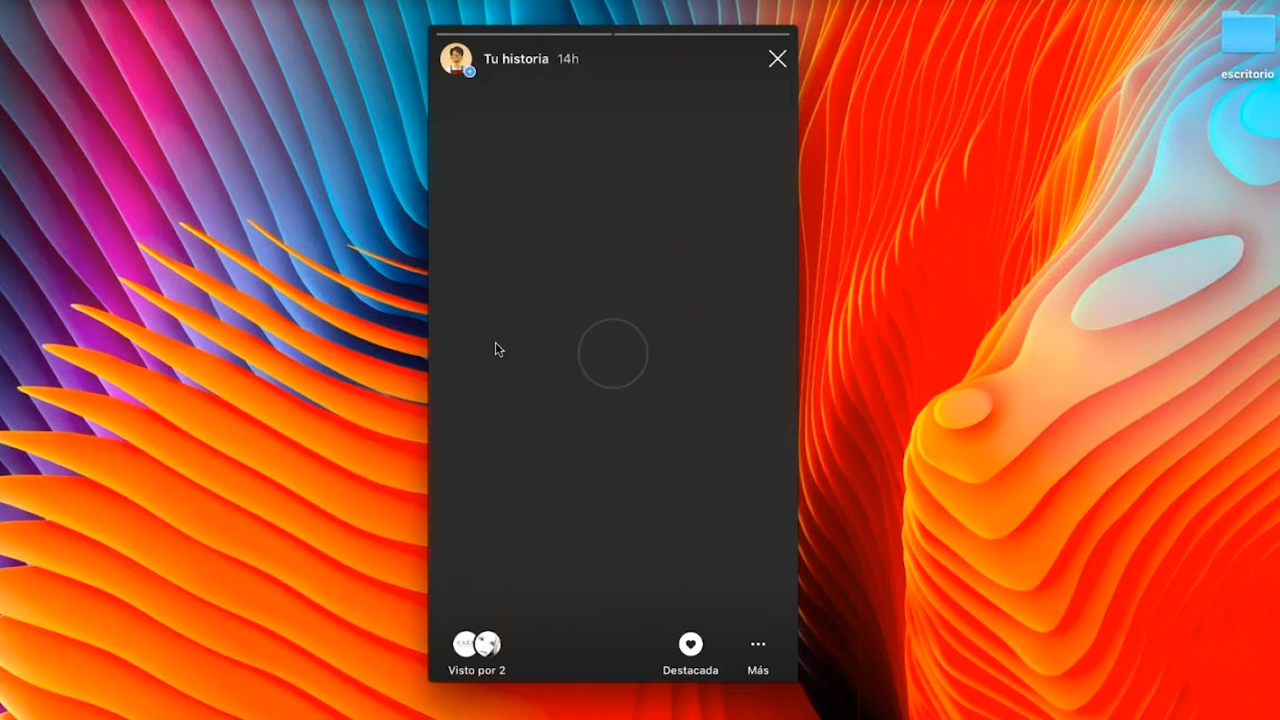 Tu historia 14h
escritorio
Visto por 2
Destacada
Más